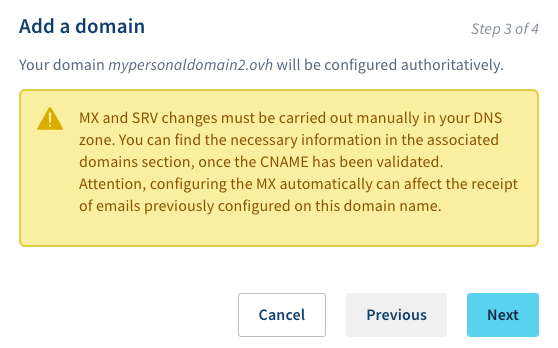 Add a domain
Step 3 of 4
Your domain mypersonaldomain2.ovh will be configured authoritatively.
MX and SRV changes must be carried out manually in your DNS
zone. You can find the necessary information in the associated
domains section, once the CNAME has been validated.
Attention, configuring the MX automatically can affect the receipt
of emails previously configured on this domain name.
Cancel
Previous
Next